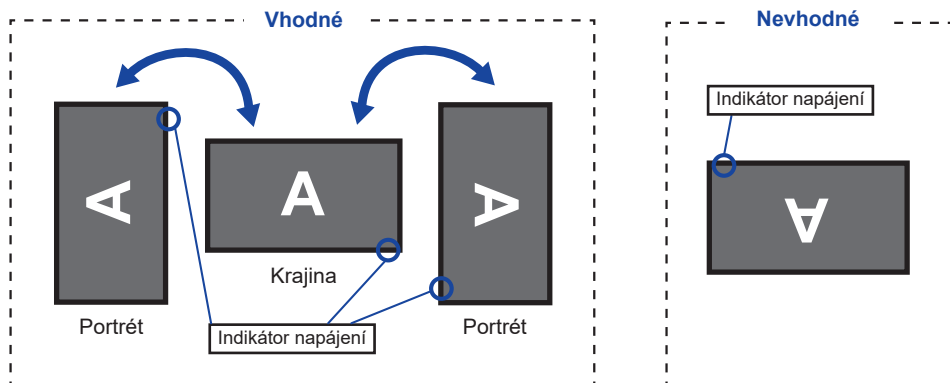 Vhodné
Nevhodné
Indikátor napájení
A
A
A
A
Krajina
Portrét
Indikátor napájení
Portrét